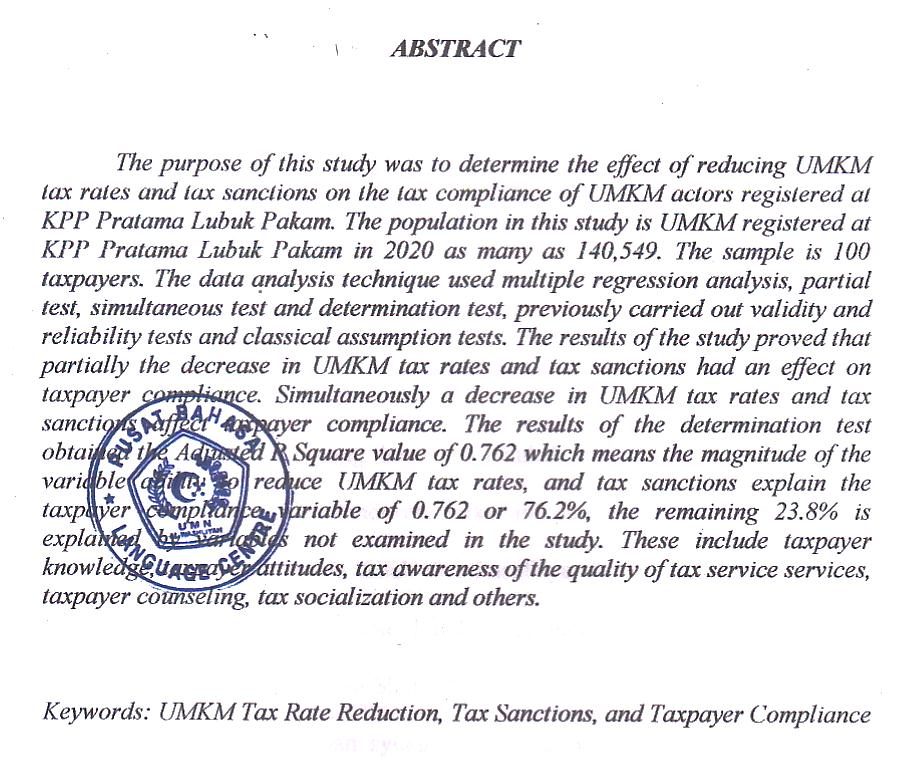 ABSTRACT
The purpose of this study was to determine the effect of reducing UMKM
tax rates and tax sanctions on the tax compliance of UMKM actors registered at
KPP Pratama Lubuk Pakam. The population in this study is UMKM registered at
KPP Pratama Lubuk Pakam in 2020 as many as 140,549. The sample is 100
taxpayers. The data analysis technique used multiple regression analysis, partial
test, simultaneous test and determination test, previously carried out validity and
reliability tests and classical assumption tests. The results of the study proved that
partially the decrease in UMKM tax rates and tax sanctions had an effect on
taxpayer compliance. Simultaneously a decrease in UMKM tax rates and tax
sanctions affect taxpayer compliance. The results of the determination test
obtained the Adjusted R Square value of 0.762 which means the magnitude of the
variable ability to reduce UMKM tax rates, and tax sanctions explain the
taxpayer compliance variable of 0.762 or 76.2%, the remaining 23.8% is
explained by variables not examined in the study. These include taxpayer
knowledge, taxpayer attitudes, tax awareness of the quality of tax service services,
taxpayer counseling, tax socialization and others.
PUSAT BAHASA
UMN
LANGUAGE CENTRE
Keywords: UMKM Tax Rate Reduction, Tax Sanctions, and Taxpayer Compliance